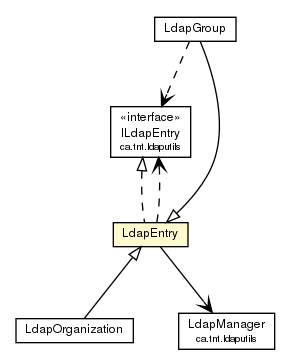 LdapGroup
«interface»
ILdapEntry
ca.tnt.ldaputils
LdapEntry
LdapOrganization
LdapManager
ca.tnt.ldaputils